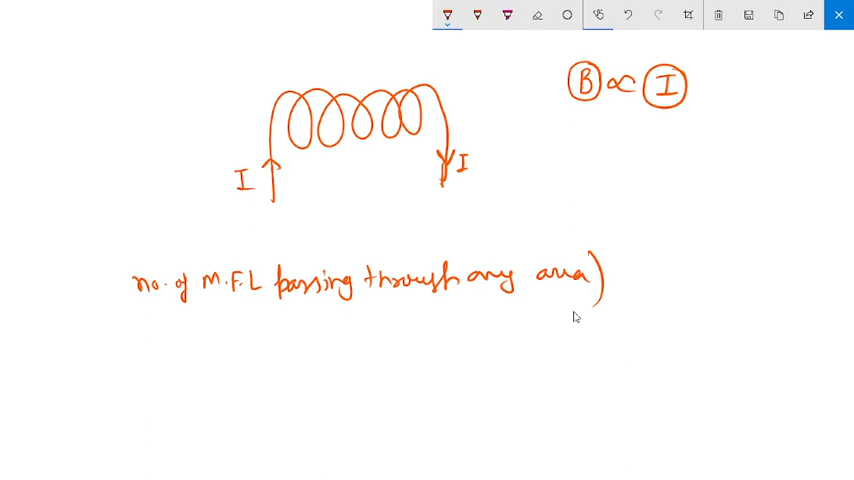 B ∝ I
I
I
no. of M.F.L passing through any area)